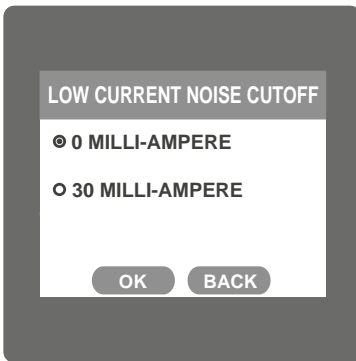 LOW CURRENT NOISE CUTOFF
0 MILLI-AMPERE
30 MILLI-AMPERE
OK BACK